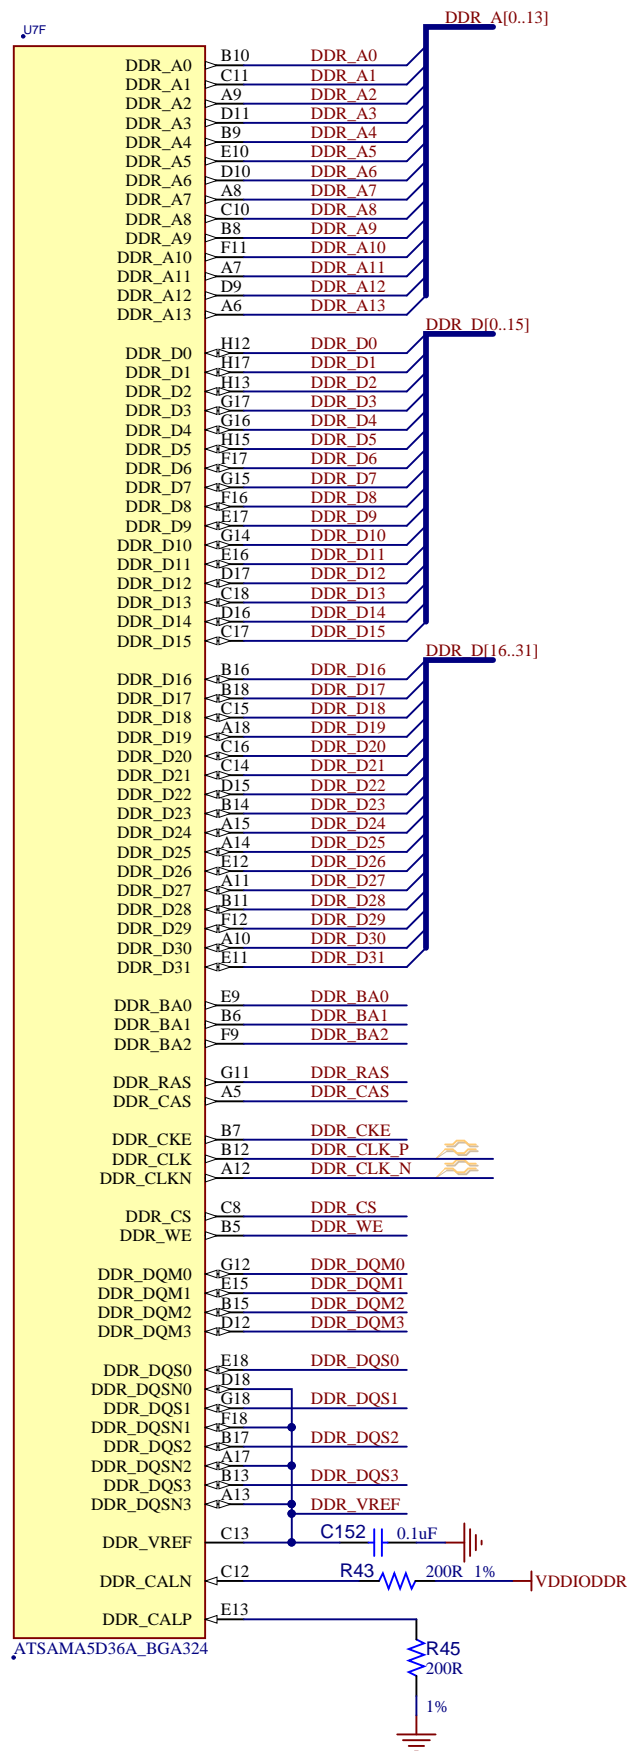 U7F
DDR_A[0..13]
DDR_A0 B10 DDR_A0
DDR_A1 C11 DDR_A1
DDR_A2 A9 DDR_A2
DDR_A3 D11 DDR_A3
DDR_A4 B9 DDR_A4
DDR_A5 E10 DDR_A5
DDR_A6 D10 DDR_A6
DDR_A7 A8 DDR_A7
DDR_A8 C10 DDR_A8
DDR_A9 B8 DDR_A9
DDR_A10 F11 DDR_A10
DDR_A11 A7 DDR_A11
DDR_A12 D9 DDR_A12
DDR_A13 A6 DDR_A13
DDR_D[0..15]
DDR_D0 H12 DDR_D0
DDR_D1 H17 DDR_D1
DDR_D2 H13 DDR_D2
DDR_D3 G17 DDR_D3
DDR_D4 G16 DDR_D4
DDR_D5 H15 DDR_D5
DDR_D6 F17 DDR_D6
DDR_D7 G15 DDR_D7
DDR_D8 F16 DDR_D8
DDR_D9 E17 DDR_D9
DDR_D10 G14 DDR_D10
DDR_D11 E16 DDR_D11
DDR_D12 D17 DDR_D12
DDR_D13 C18 DDR_D13
DDR_D14 D16 DDR_D14
DDR_D15 C17 DDR_D15
DDR_D[16..31]
DDR_D16 B16 DDR_D16
DDR_D17 B18 DDR_D17
DDR_D18 C15 DDR_D18
DDR_D19 A18 DDR_D19
DDR_D20 C16 DDR_D20
DDR_D21 C14 DDR_D21
DDR_D22 D15 DDR_D22
DDR_D23 B14 DDR_D23
DDR_D24 A15 DDR_D24
DDR_D25 A14 DDR_D25
DDR_D26 E12 DDR_D26
DDR_D27 A11 DDR_D27
DDR_D28 B11 DDR_D28
DDR_D29 F12 DDR_D29
DDR_D30 A10 DDR_D30
DDR_D31 E11 DDR_D31
DDR_BA0 E9 DDR_BA0
DDR_BA1 B6 DDR_BA1
DDR_BA2 F9 DDR_BA2
DDR_RAS G11 DDR_RAS
DDR_CAS A5 DDR_CAS
DDR_CKE B7 DDR_CKE
DDR_CLK B12 DDR_CLK_P
DDR_CLKN A12 DDR_CLK_N
DDR_CS C8 DDR_CS
DDR_WE B5 DDR_WE
DDR_DQM0 G12 DDR_DQM0
DDR_DQM1 E15 DDR_DQM1
DDR_DQM2 B15 DDR_DQM2
DDR_DQM3 D12 DDR_DQM3
DDR_DQS0 E18 DDR_DQS0
DDR_DQSN0 D18
DDR_DQS1 G18 DDR_DQS1
DDR_DQSN1 F18
DDR_DQS2 B17 DDR_DQS2
DDR_DQSN2 A17
DDR_DQS3 B13 DDR_DQS3
DDR_DQSN3 A13
DDR_VREF
DDR_VREF C13 C152 0.1uF
DDR_CALN C12 R43 200R 1% VDDIODDR
DDR_CALP E13
ATSAMA5D36A_BGA324 R45
200R
1%